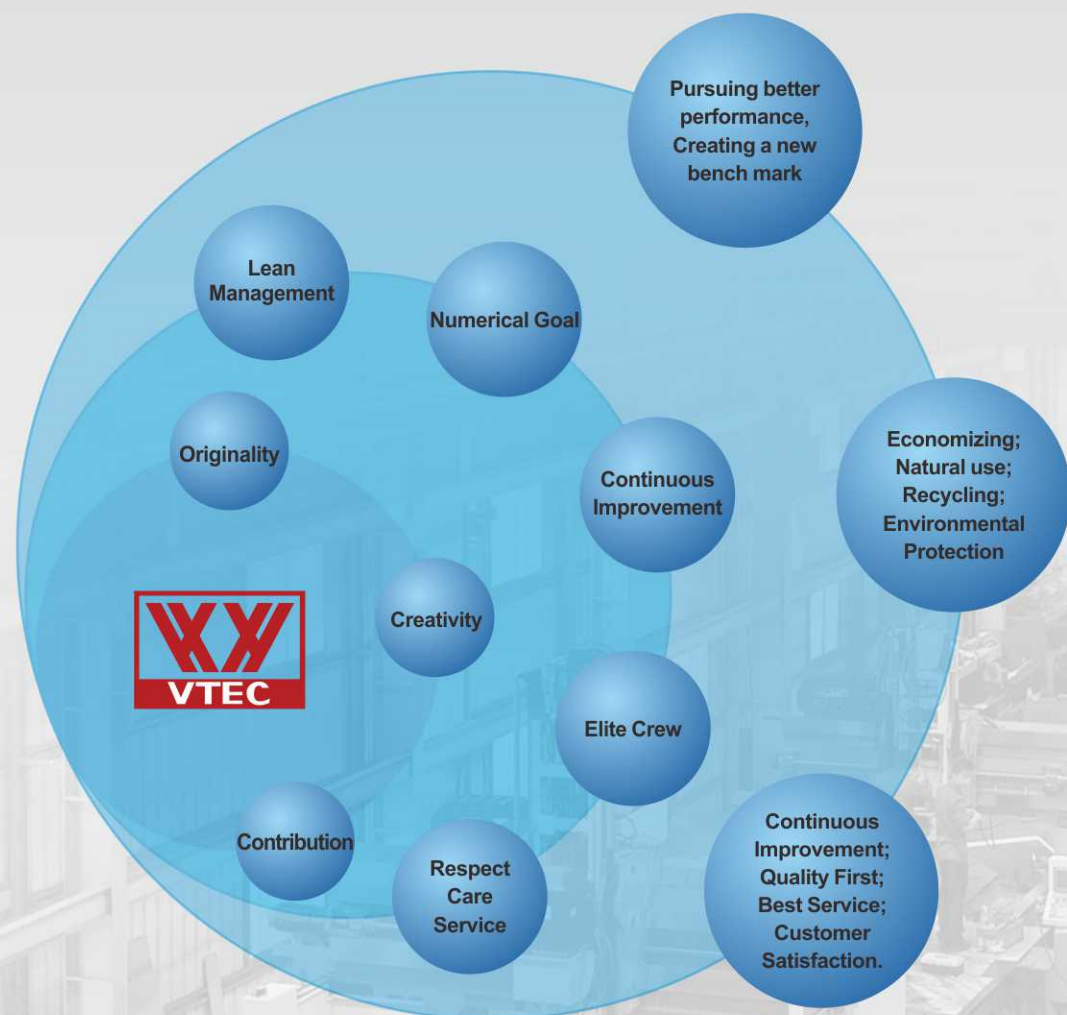 Pursuing better
performance,
Creating a new
bench mark
Lean
Management
Numerical Goal
Originality
Continuous
Improvement
Economizing;
Natural use;
Recycling;
Environmental
Protection
Creativity
VTEC
Elite Crew
Contribution
Respect
Care
Service
Continuous
Improvement;
Quality First;
Best Service;
Customer
Satisfaction.